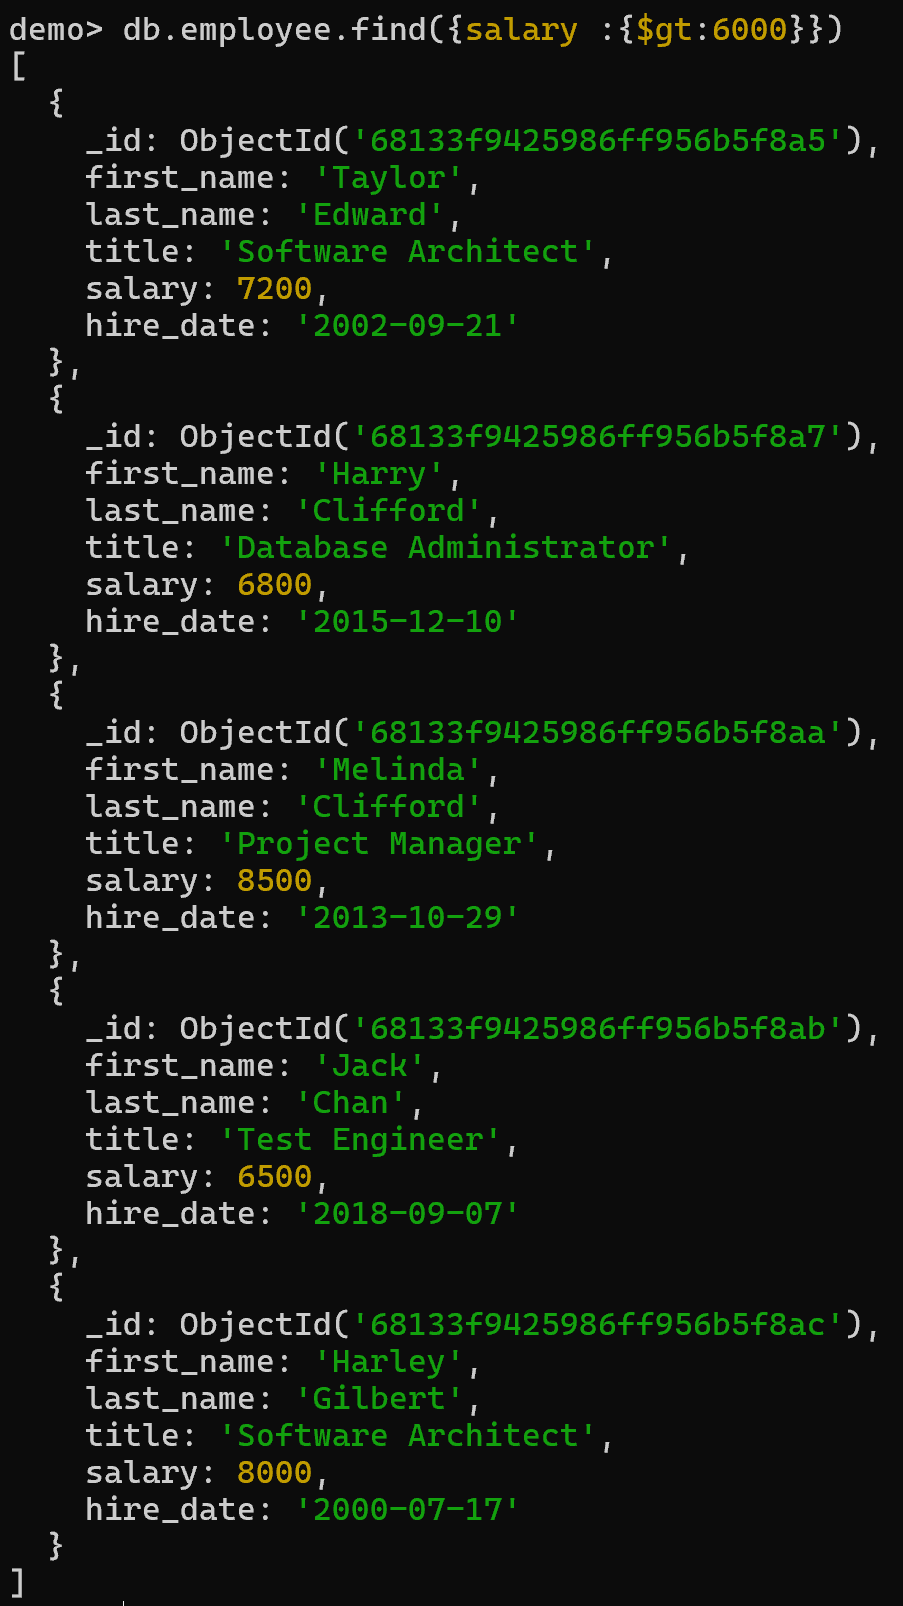 demo> db.employee.find({salary :{$gt:6000}})
[
  {
    _id: ObjectId('68133f9425986ff956b5f8a5'),
    first_name: 'Taylor',
    last_name: 'Edward',
    title: 'Software Architect',
    salary: 7200,
    hire_date: '2002-09-21'
  },
  {
    _id: ObjectId('68133f9425986ff956b5f8a7'),
    first_name: 'Harry',
    last_name: 'Clifford',
    title: 'Database Administrator',
    salary: 6800,
    hire_date: '2015-12-10'
  },
  {
    _id: ObjectId('68133f9425986ff956b5f8aa'),
    first_name: 'Melinda',
    last_name: 'Clifford',
    title: 'Project Manager',
    salary: 8500,
    hire_date: '2013-10-29'
  },
  {
    _id: ObjectId('68133f9425986ff956b5f8ab'),
    first_name: 'Jack',
    last_name: 'Chan',
    title: 'Test Engineer',
    salary: 6500,
    hire_date: '2018-09-07'
  },
  {
    _id: ObjectId('68133f9425986ff956b5f8ac'),
    first_name: 'Harley',
    last_name: 'Gilbert',
    title: 'Software Architect',
    salary: 8000,
    hire_date: '2000-07-17'
  }
]